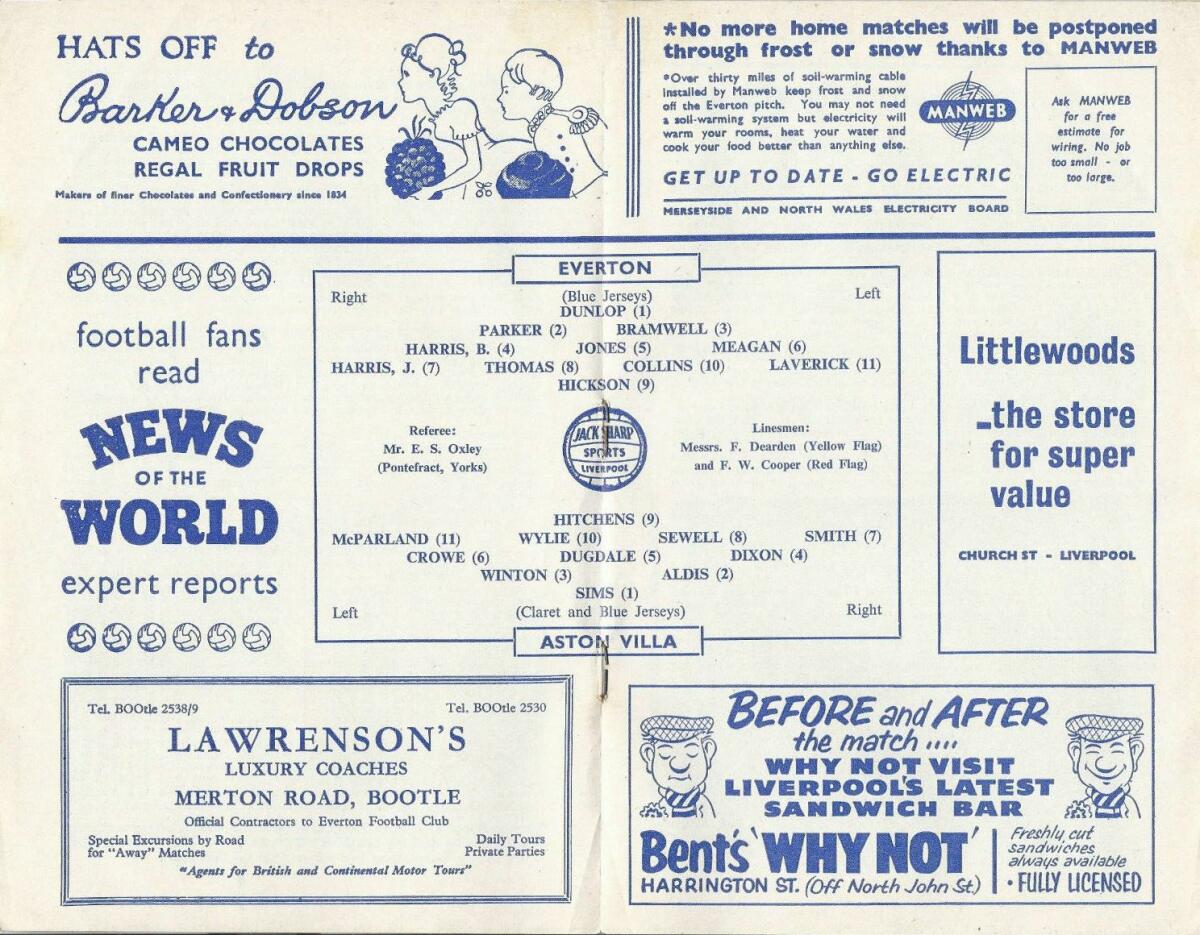 HATS OFF to
Barker & Dobson
CAMEO CHOCOLATES
REGAL FRUIT DROPS
Makers of finer Chocolates and Confectionery since 1834
*No more home matches will be postponed
through frost or snow thanks to MANWEB
*Over thirty miles of soil-warming cable
installed by Manweb keep frost and snow
off the Everton pitch. You may not need
a soil-warming system but electricity will
warm your rooms, heat your water and
cook your food better than anything else.
MANWEB
GET UP TO DATE - GO ELECTRIC
MERSEYSIDE AND NORTH WALES ELECTRICITY BOARD
Ask MANWEB
for a free
estimate for
wiring. No job
too small - or
too large.
football fans
read
NEWS
OF THE
WORLD
expert reports
EVERTON
Right (Blue Jerseys) Left
DUNLOP (1)
PARKER (2) BRAMWELL (3)
HARRIS, B. (4) JONES (5) MEAGAN (6)
HARRIS, J. (7) THOMAS (8) COLLINS (10) LAVERICK (11)
HICKSON (9)
Referee:
Mr. E. S. Oxley
(Pontefract, Yorks)
JACK SHARP
SPORTS
LIVERPOOL
Linesmen:
Messrs. F. Dearden (Yellow Flag)
and F. W. Cooper (Red Flag)
HITCHENS (9)
McPARLAND (11) WYLIE (10) SEWELL (8) SMITH (7)
CROWE (6) DUGDALE (5) DIXON (4)
WINTON (3) ALDIS (2)
SIMS (1)
Left (Claret and Blue Jerseys) Right
ASTON VILLA
Littlewoods
..the store
for super
value
CHURCH ST - LIVERPOOL
Tel. BOOtle 2538/9 Tel. BOOtle 2530
LAWRENSON'S
LUXURY COACHES
MERTON ROAD, BOOTLE
Official Contractors to Everton Football Club
Special Excursions by Road Daily Tours
for "Away" Matches Private Parties
"Agents for British and Continental Motor Tours"
BEFORE and AFTER
the match ....
WHY NOT VISIT
LIVERPOOL'S LATEST
SANDWICH BAR
Bent's 'WHY NOT'
HARRINGTON ST. (Off North John St.)
Freshly cut
sandwiches
always available
• FULLY LICENSED